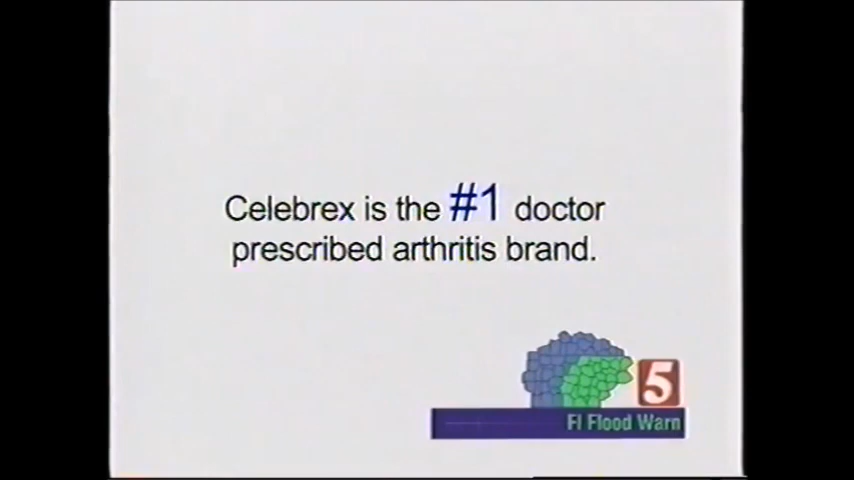 Celebrex is the #1 doctor
prescribed arthritis brand.
5
Fl Flood Warn